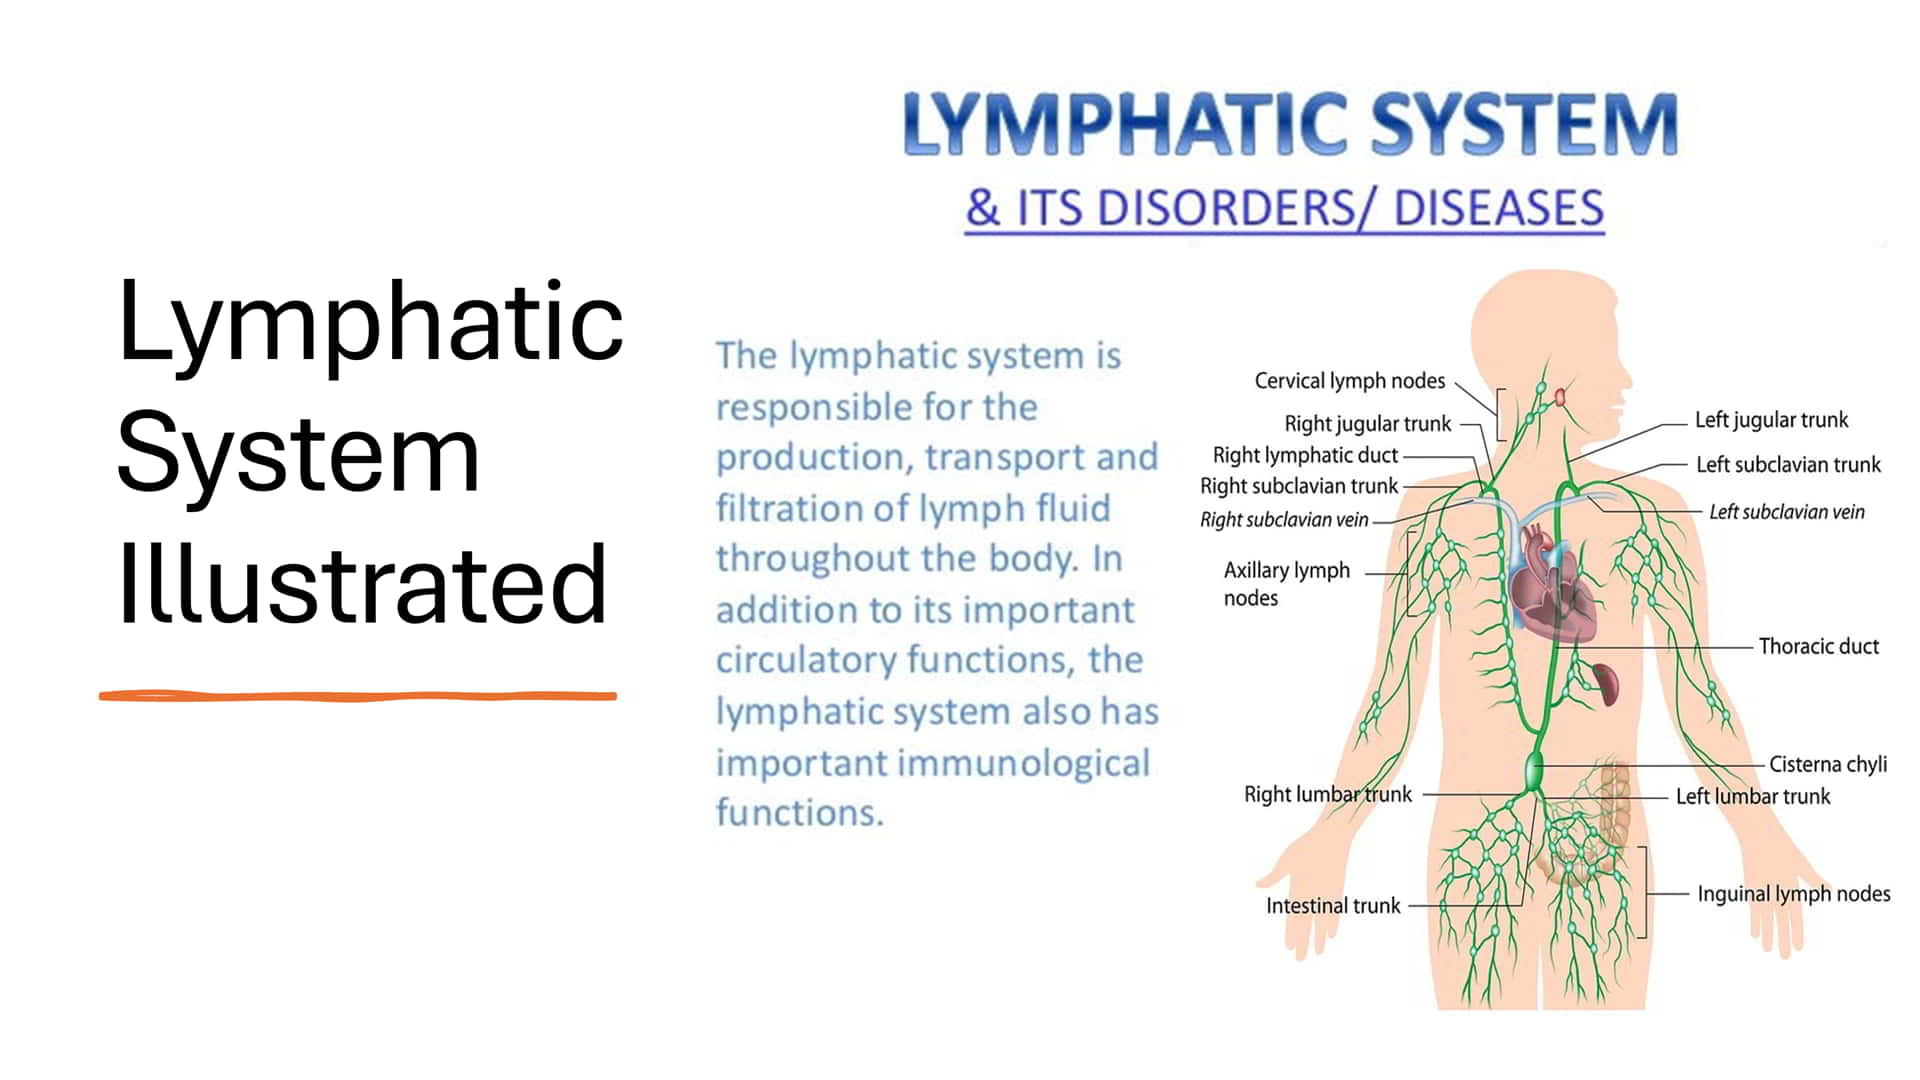 Lymphatic
System
Illustrated
LYMPHATIC SYSTEM
& ITS DISORDERS/ DISEASES
The lymphatic system is
responsible for the
production, transport and
filtration of lymph fluid
throughout the body. In
addition to its important
circulatory functions, the
lymphatic system also has
important immunological
functions.
Cervical lymph nodes
Right jugular trunk
Right lymphatic duct
Right subclavian trunk
Right subclavian vein
Axillary lymph
nodes
Right lumbar trunk
Intestinal trunk
Left jugular trunk
Left subclavian trunk
Left subclavian vein
Thoracic duct
Cisterna chyli
Left lumbar trunk
Inguinal lymph nodes